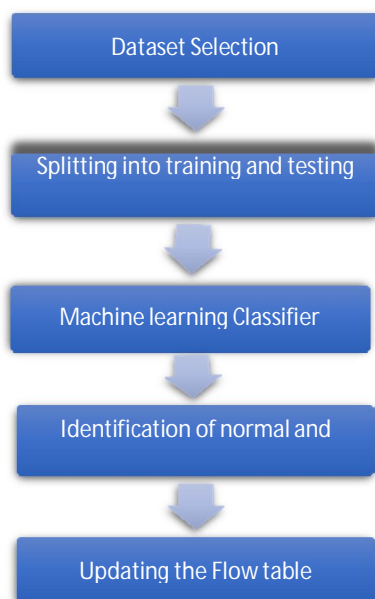 Dataset Selection
Splitting into training and testing
Machine learning Classifier
Identification of normal and
Updating the Flow table